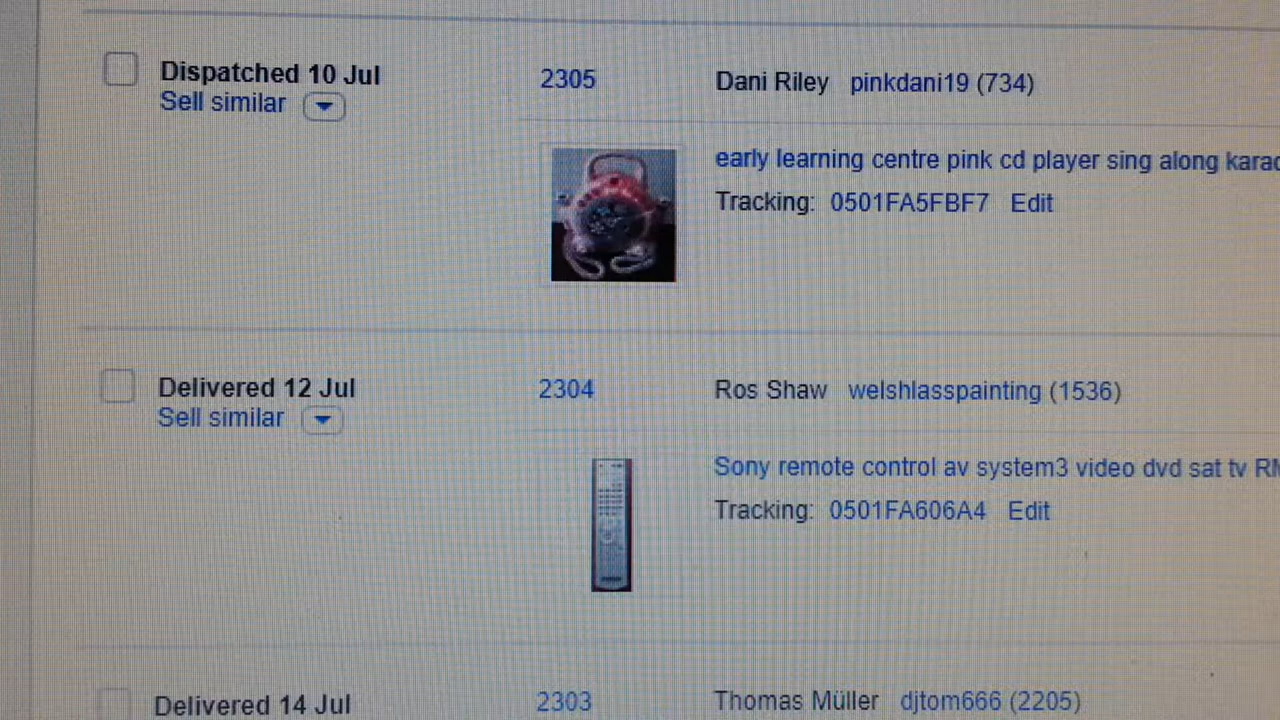 Dispatched 10 Jul 2305 Dani Riley pinkdani19 (734)
Sell similar
early learning centre pink cd player sing along
Tracking: 0501FA5FBF7 Edit
Delivered 12 Jul 2304 Ros Shaw welshlasspainting (1536)
Sell similar
Sony remote control av system3 video dvd sat tv
Tracking: 0501FA606A4 Edit
Delivered 14 Jul 2303 Thomas Müller djtom666 (2205)